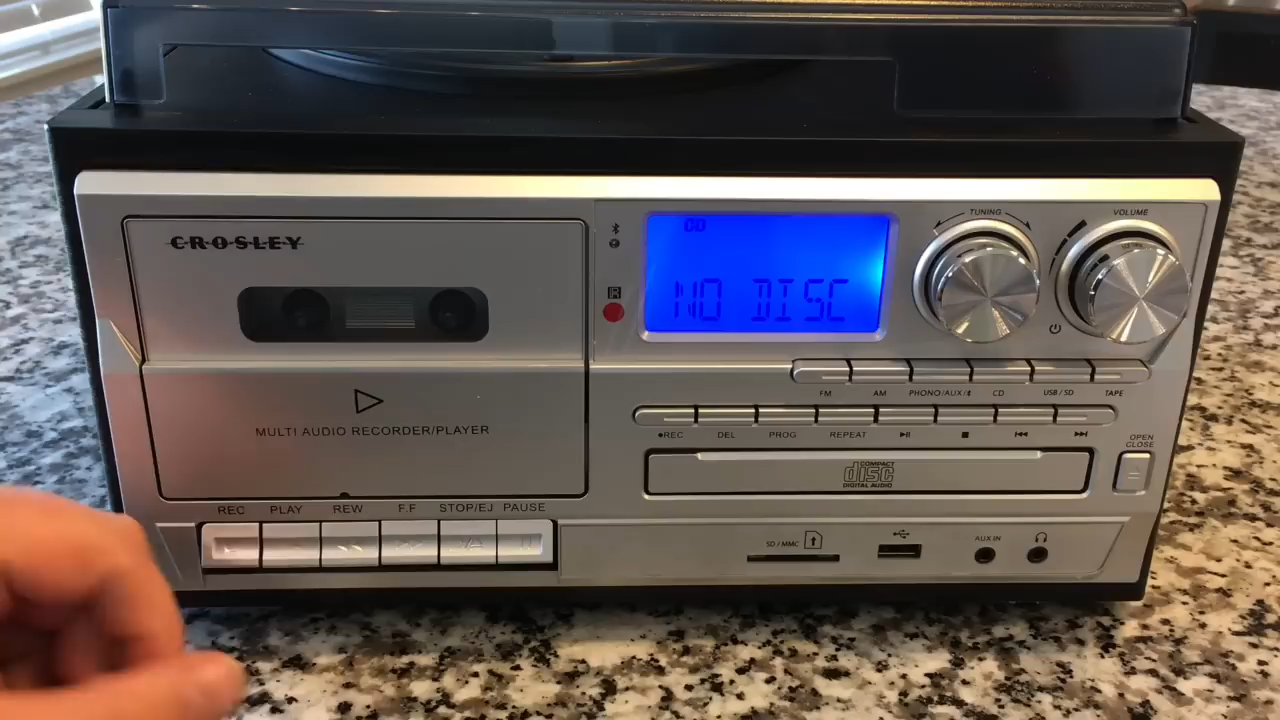 CROSLEY
MULTI AUDIO RECORDER/PLAYER
REC PLAY REW F.F STOP/EJ PAUSE
IR
CD
NO DISC
TUNING
VOLUME
FM AM PHONO/AUX/ CD USB/SD TAPE
●REC DEL PROG REPEAT
OPEN
CLOSE
COMPACT
disc
DIGITAL AUDIO
SD/MMC
AUX IN